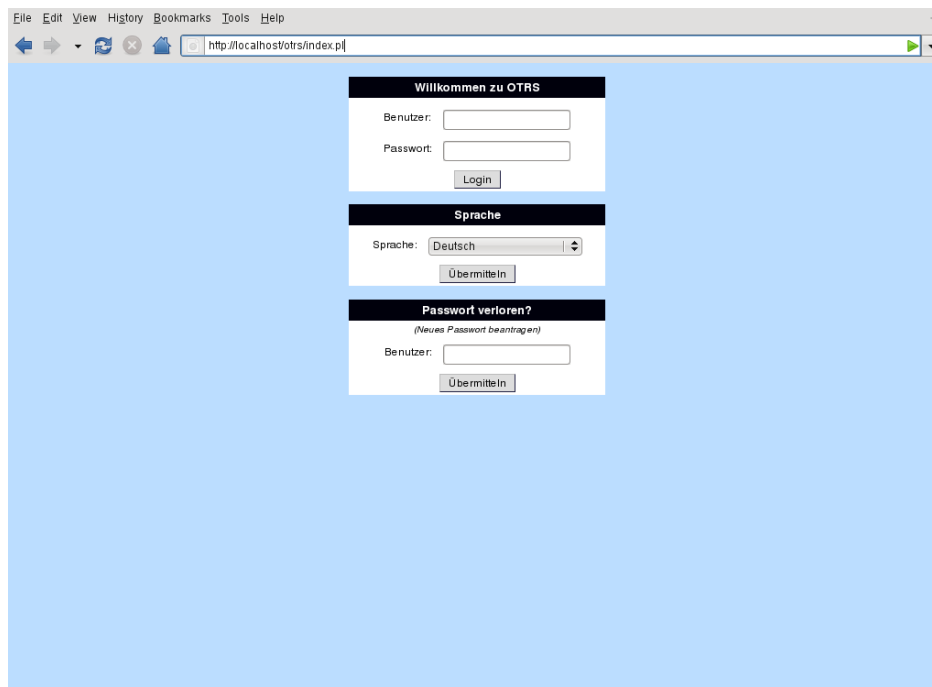 File Edit View History Bookmarks Tools Help
http://localhost/otrs/index.pl
Willkommen zu OTRS
Benutzer:
Passwort:
Login
Sprache
Sprache: Deutsch
Übermitteln
Passwort verloren?
(Neues Passwort beantragen)
Benutzer:
Übermitteln